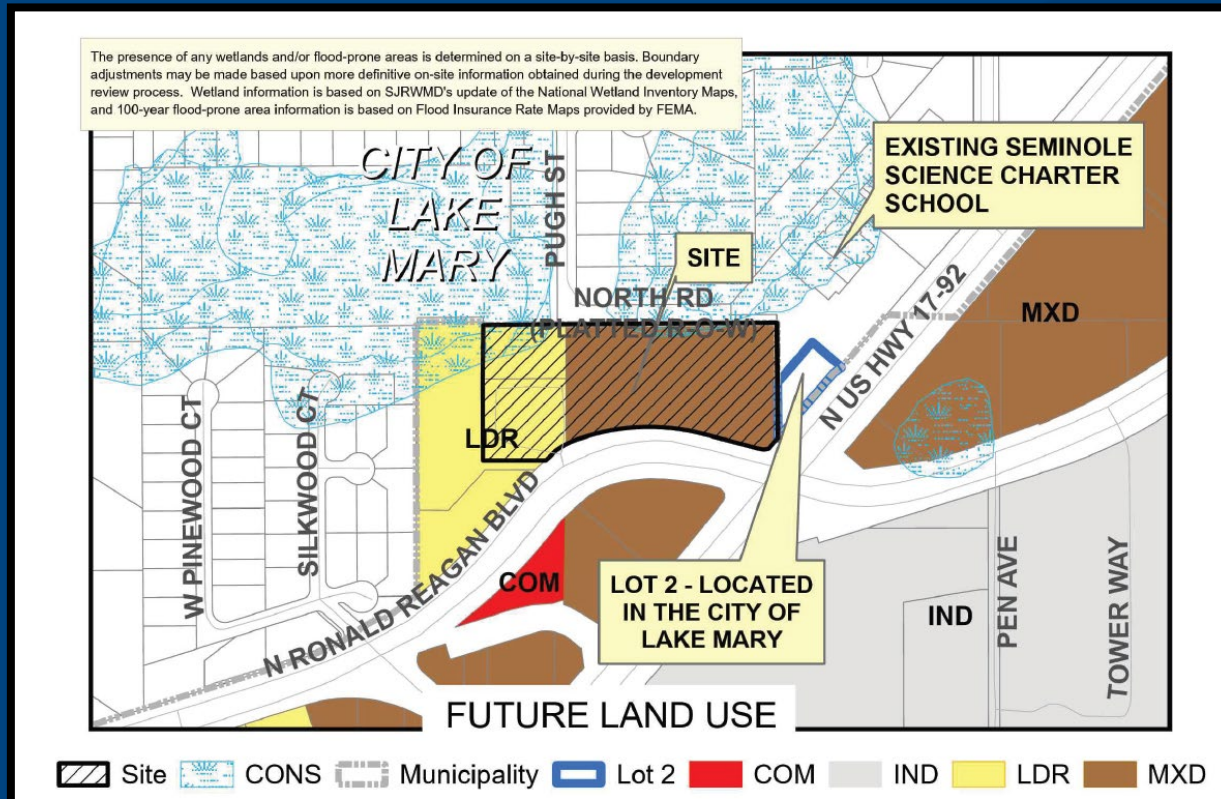 The presence of any wetlands and/or flood-prone areas is determined on a site-by-site basis. Boundary
adjustments may be made based upon more definitive on-site information obtained during the development
review process.  Wetland information is based on SJRWMD's update of the National Wetland Inventory Maps,
and 100-year flood-prone area information is based on Flood Insurance Rate Maps provided by FEMA.
CITY OF
LAKE
MARY
PUGH ST
EXISTING SEMINOLE
SCIENCE CHARTER
SCHOOL
SITE
NORTH RD
(PLATTED R-O-W)
MXD
N US HWY 17-92
W PINEWOOD CT
SILKWOOD CT
LDR
N RONALD REAGAN BLVD
COM
LOT 2 - LOCATED
IN THE CITY OF
LAKE MARY
IND
PEN AVE
TOWER WAY
FUTURE LAND USE
Site
CONS
Municipality
Lot 2
COM
IND
LDR
MXD